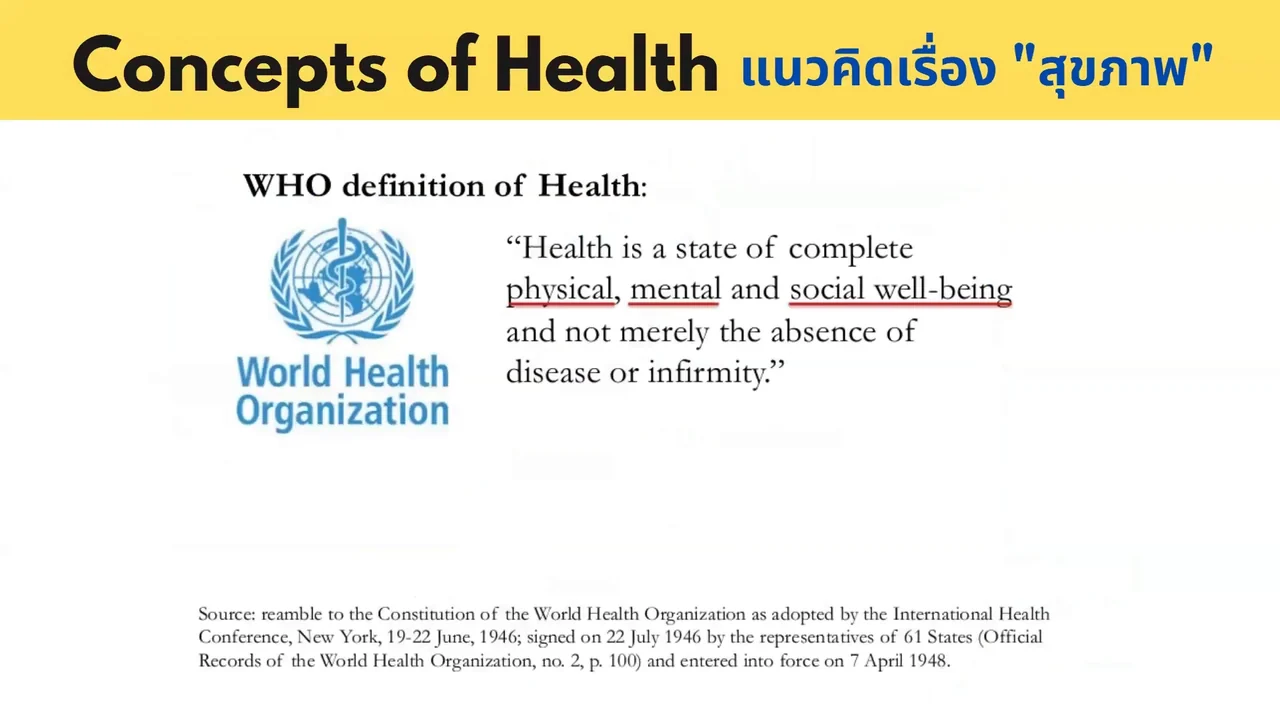 Concepts of Health แนวคิดเรื่อง "สุขภาพ"
WHO definition of Health:
“Health is a state of complete
physical, mental and social well-being
and not merely the absence of
disease or infirmity.”
World Health
Organization
Source: reamble to the Constitution of the World Health Organization as adopted by the International Health
Conference, New York, 19-22 June, 1946; signed on 22 July 1946 by the representatives of 61 States (Official
Records of the World Health Organization, no. 2, p. 100) and entered into force on 7 April 1948.